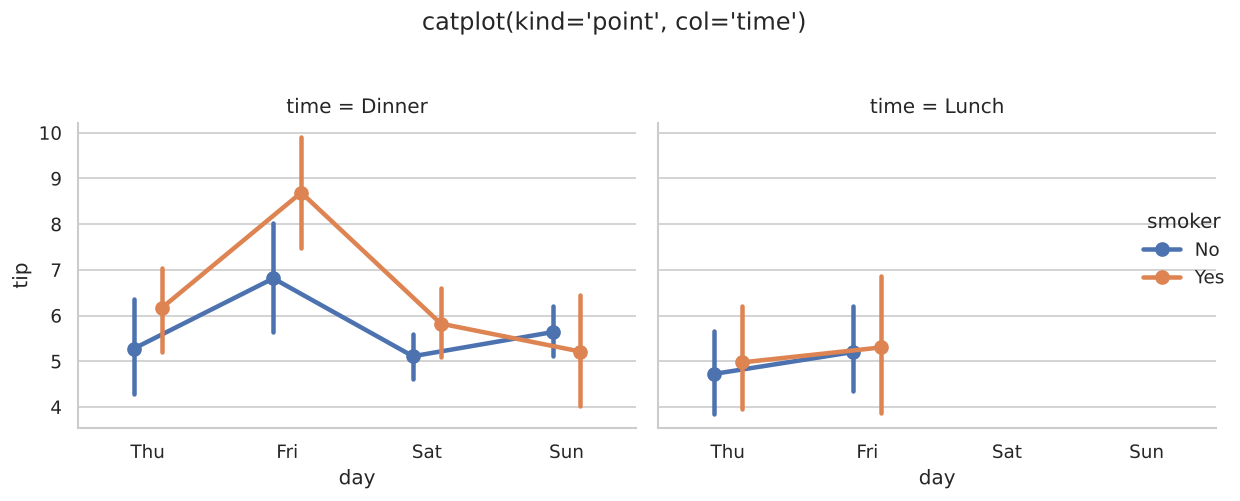 catplot(kind='point', col='time')
time = Dinner
time = Lunch
10
9
8
7
6
5
4
tip
smoker
No
Yes
Thu Fri Sat Sun
Thu Fri Sat Sun
day
day